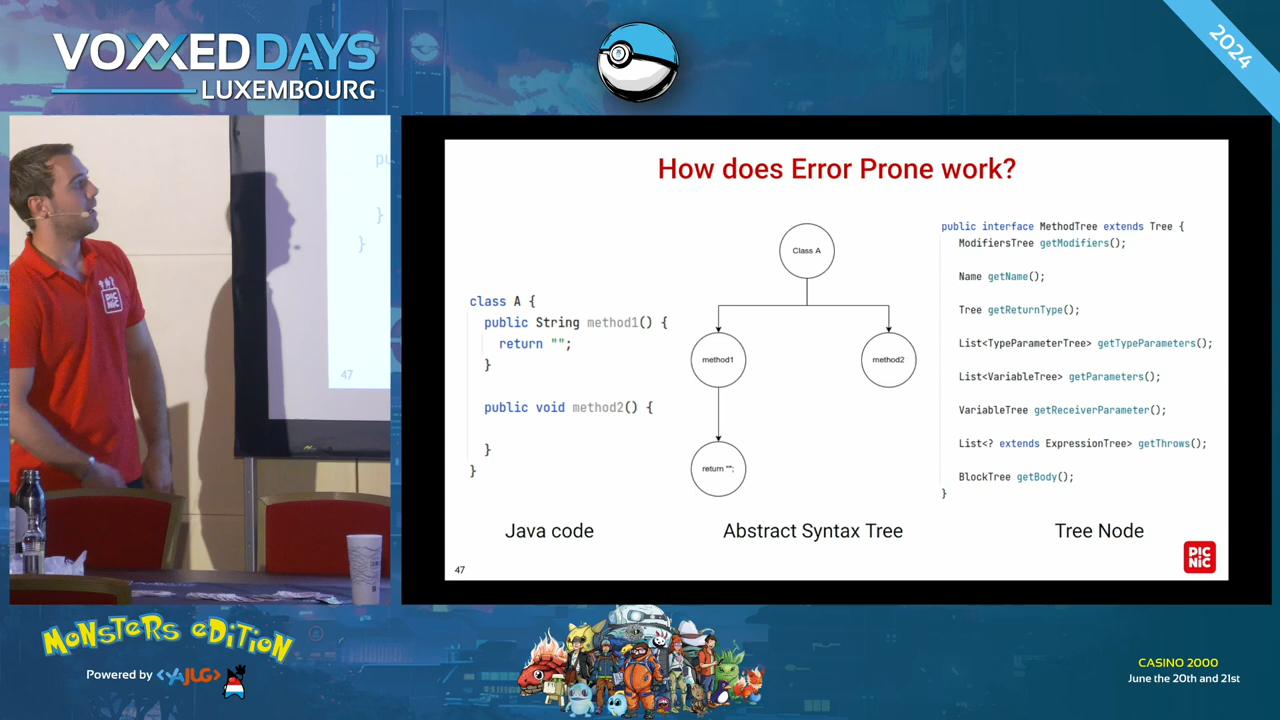 VOXXED DAYS
LUXEMBOURG
2024
PIC
NIC
pu
}
}
47
How does Error Prone work?
class A {
public String method1() {
return "";
}
public void method2() {
}
}
Java code
Class A
method1
method2
return "";
Abstract Syntax Tree
public interface MethodTree extends Tree {
ModifiersTree getModifiers();
Name getName();
Tree getReturnType();
List<TypeParameterTree> getTypeParameters();
List<VariableTree> getParameters();
VariableTree getReceiverParameter();
List<? extends ExpressionTree> getThrows();
BlockTree getBody();
}
Tree Node
47
PIC
NIC
MONSTERS eDiTiON
Powered by <YAJUG>
CASINO 2000
June the 20th and 21st